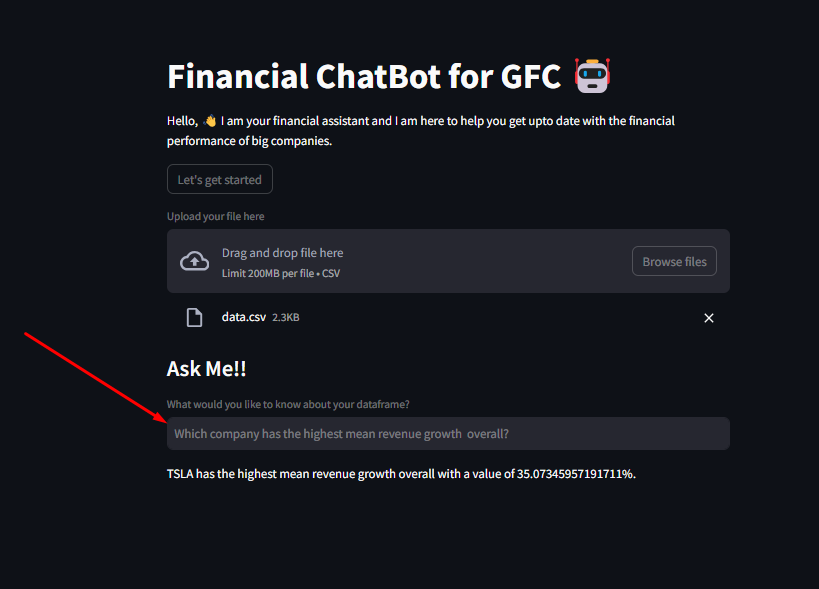 Financial ChatBot for GFC 🤖
Hello, 👋 I am your financial assistant and I am here to help you get upto date with the financial
performance of big companies.
Let's get started
Upload your file here
Drag and drop file here
Limit 200MB per file • CSV
Browse files
data.csv 2.3KB
Ask Me!!
What would you like to know about your dataframe?
Which company has the highest mean revenue growth  overall?
TSLA has the highest mean revenue growth overall with a value of 35.07345957191711%.